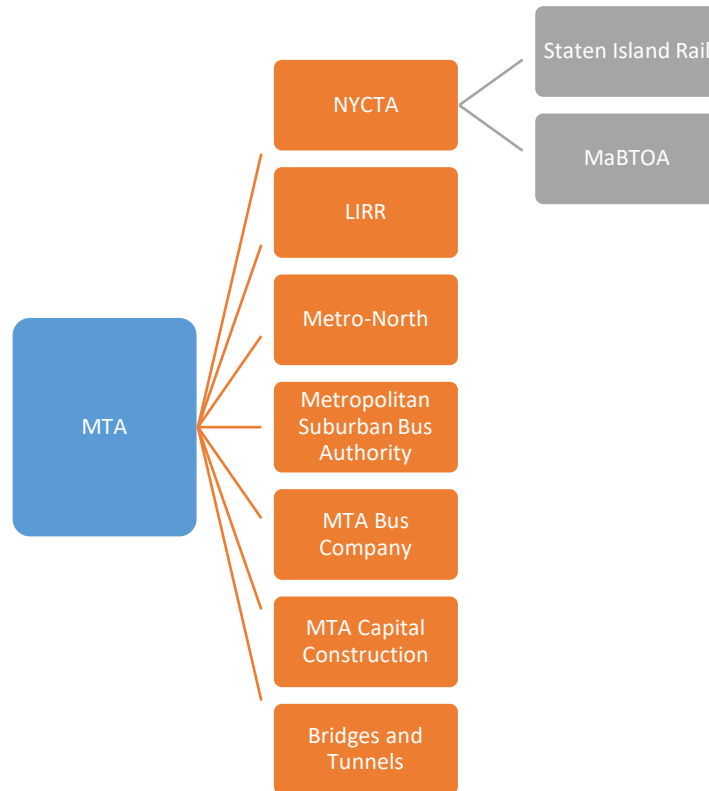 MTA
NYCTA
LIRR
Metro-North
Metropolitan
Suburban Bus
Authority
MTA Bus
Company
MTA Capital
Construction
Bridges and
Tunnels
Staten Island Rail
MaBTOA